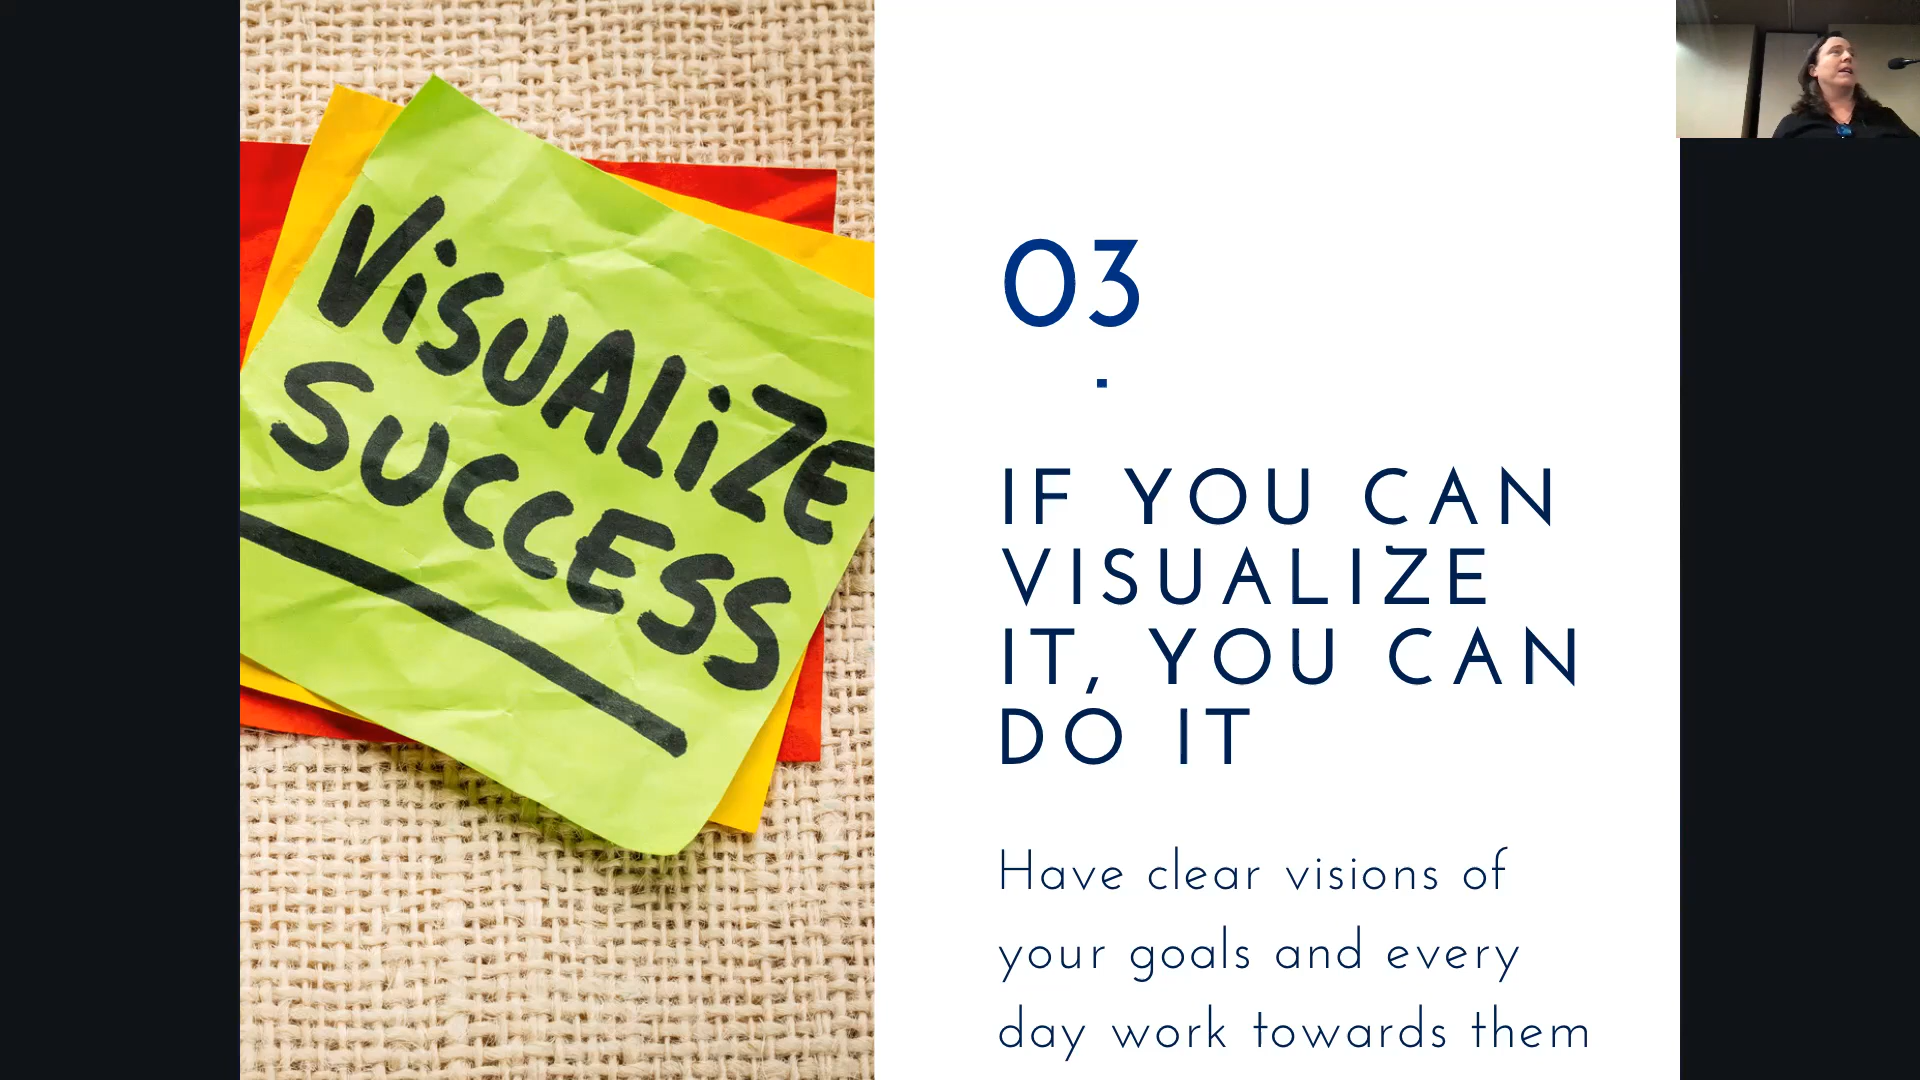 VISUALIZE
SUCCESS
03
.
IF YOU CAN
VISUALIZE
IT, YOU CAN
DO IT
Have clear visions of
your goals and every
day work towards them